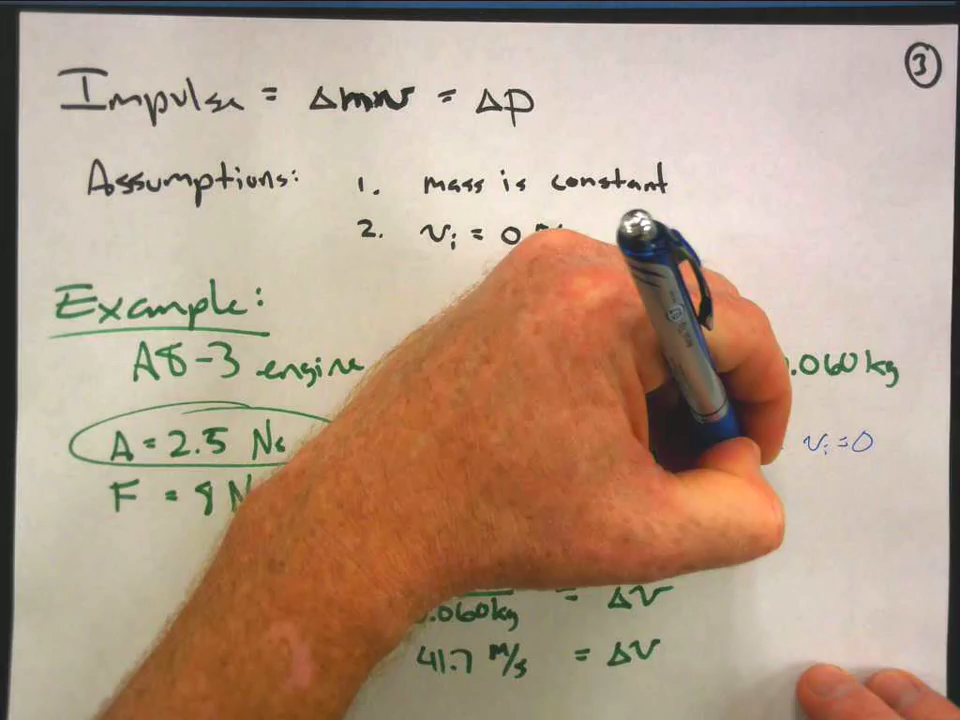 3
Impulse = Δmv = Δp
Assumptions: 1. mass is constant
2. vᵢ = 0
Example:
A8-3 engine .060 kg
A = 2.5 Ns vᵢ = 0
F = 8 N
.060 kg = Δv
41.7 m/s = Δv